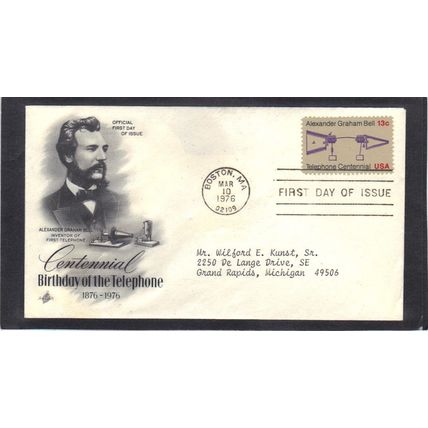 OFFICIAL
FIRST DAY
OF ISSUE
ALEXANDER GRAHAM BELL
INVENTOR OF
FIRST TELEPHONE
Centennial
Birthday of the Telephone
1876-1976
BOSTON, MA
MAR
10
1976
02109
Alexander Graham Bell 13c
Telephone Centennial USA
FIRST DAY OF ISSUE
Mr. Wilford E. Kunst, Sr.
2250 De Lange Drive, SE
Grand Rapids, Michigan 49506